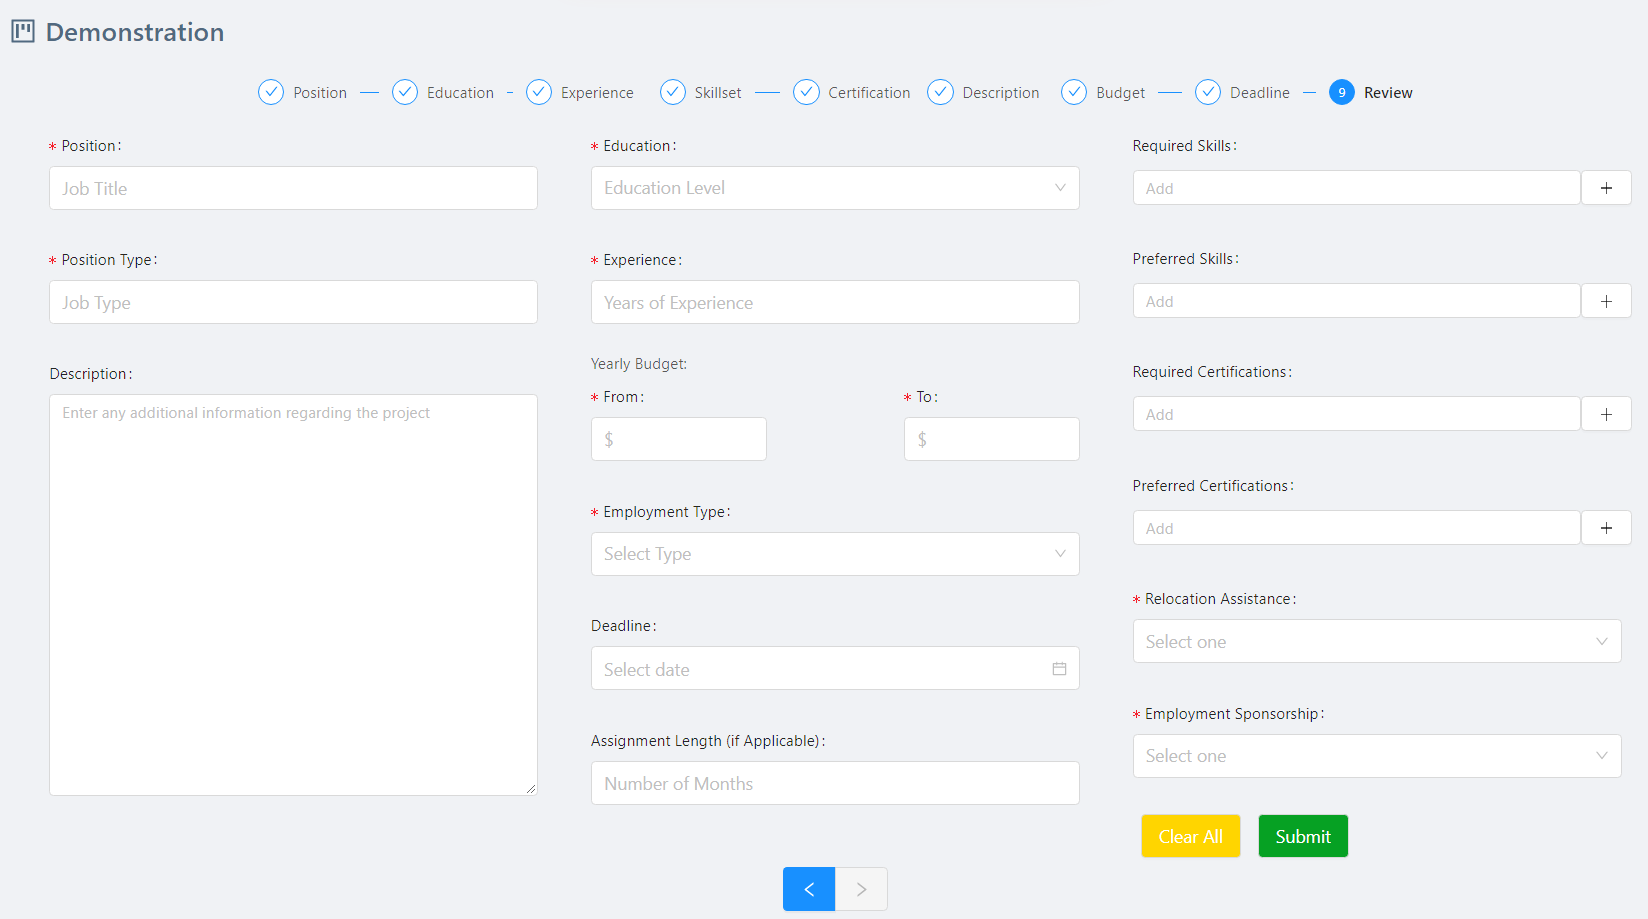 Demonstration
Position
Education
Experience
Skillset
Certification
Description
Budget
Deadline
9 Review
* Position:
Job Title
* Position Type:
Job Type
Description:
Enter any additional information regarding the project
* Education:
Education Level
* Experience:
Years of Experience
Yearly Budget:
* From:
$
* To:
$
* Employment Type:
Select Type
Deadline:
Select date
Assignment Length (if Applicable):
Number of Months
Required Skills:
Add +
Preferred Skills:
Add +
Required Certifications:
Add +
Preferred Certifications:
Add +
* Relocation Assistance:
Select one
* Employment Sponsorship:
Select one
Clear All
Submit